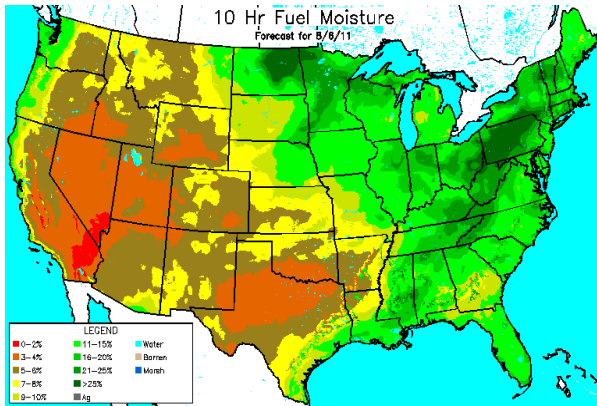 10 Hr Fuel Moisture
Forecast for 8/6/11
LEGEND
0-2% 11-15% Water
3-4% 16-20% Barren
5-6% 21-25% Marsh
7-8% >25%
9-10% Ag